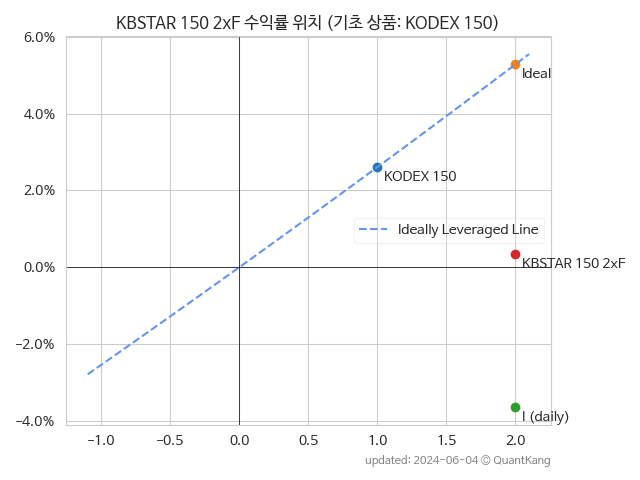 KBSTAR 150 2xF 수익률 위치 (기초 상품: KODEX 150)
6.0%
Ideal
4.0%
2.0%
KODEX 150
Ideally Leveraged Line
0.0%
KBSTAR 150 2xF
−2.0%
−4.0%
I (daily)
−1.0 −0.5 0.0 0.5 1.0 1.5 2.0
updated: 2024-06-04 © QuantKang